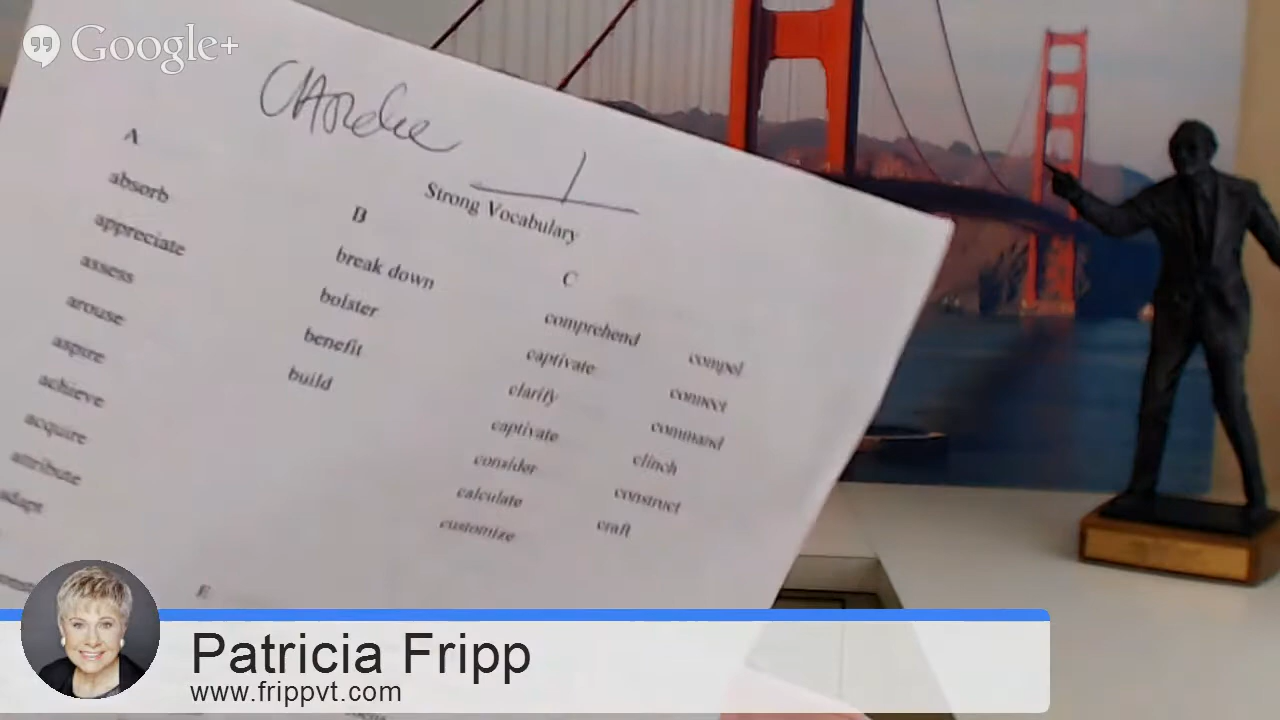 Google+
Strong Vocabulary
A
absorb
appreciate
assess
arouse
aspire
achieve
acquire
attribute
adapt
B
break down
bolster
benefit
build
C
comprehend
captivate
clarify
captivate
consider
calculate
customize
compel
connect
command
clinch
construct
craft
E
Patricia Fripp
www.frippvt.com